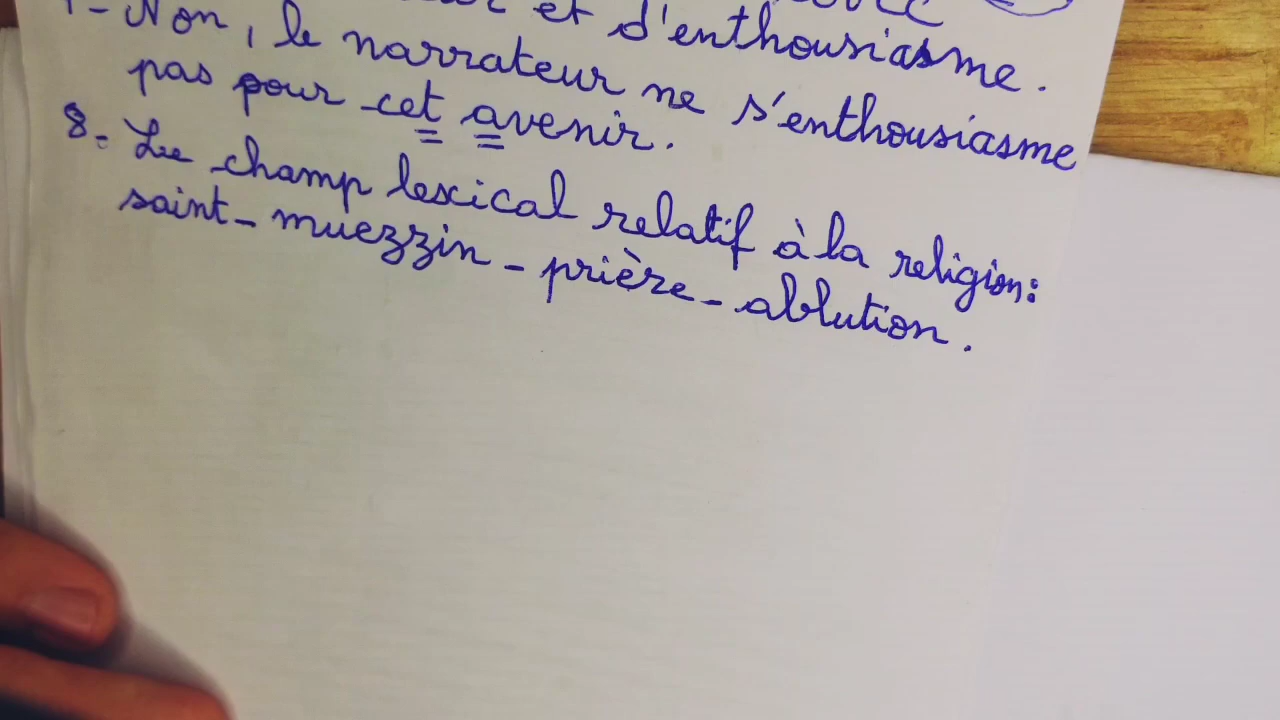 et d'enthousiasme.
- Non, le narrateur ne s'enthousiasme
pas pour cet avenir.
8- Le champ lexical relatif à la religion:
saint - muezzin - prière - ablution.